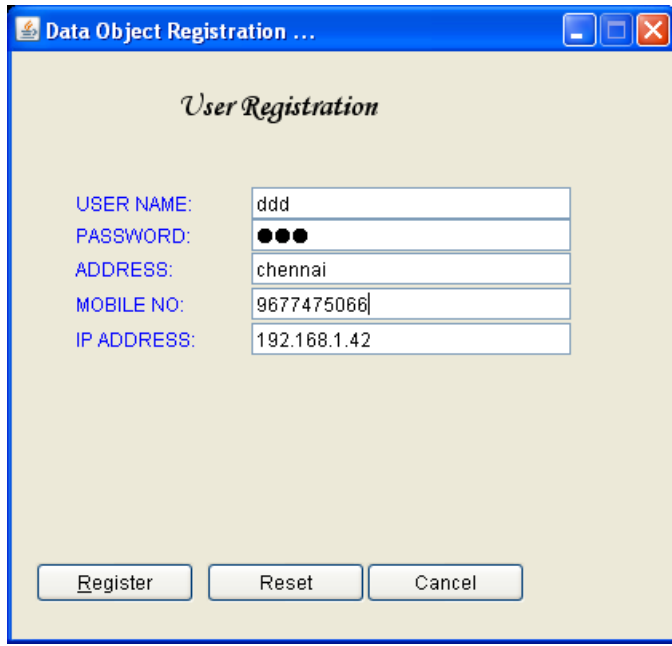 Data Object Registration ...
User Registration
USER NAME: ddd
PASSWORD: ●●●
ADDRESS: chennai
MOBILE NO: 9677475066
IP ADDRESS: 192.168.1.42
Register Reset Cancel